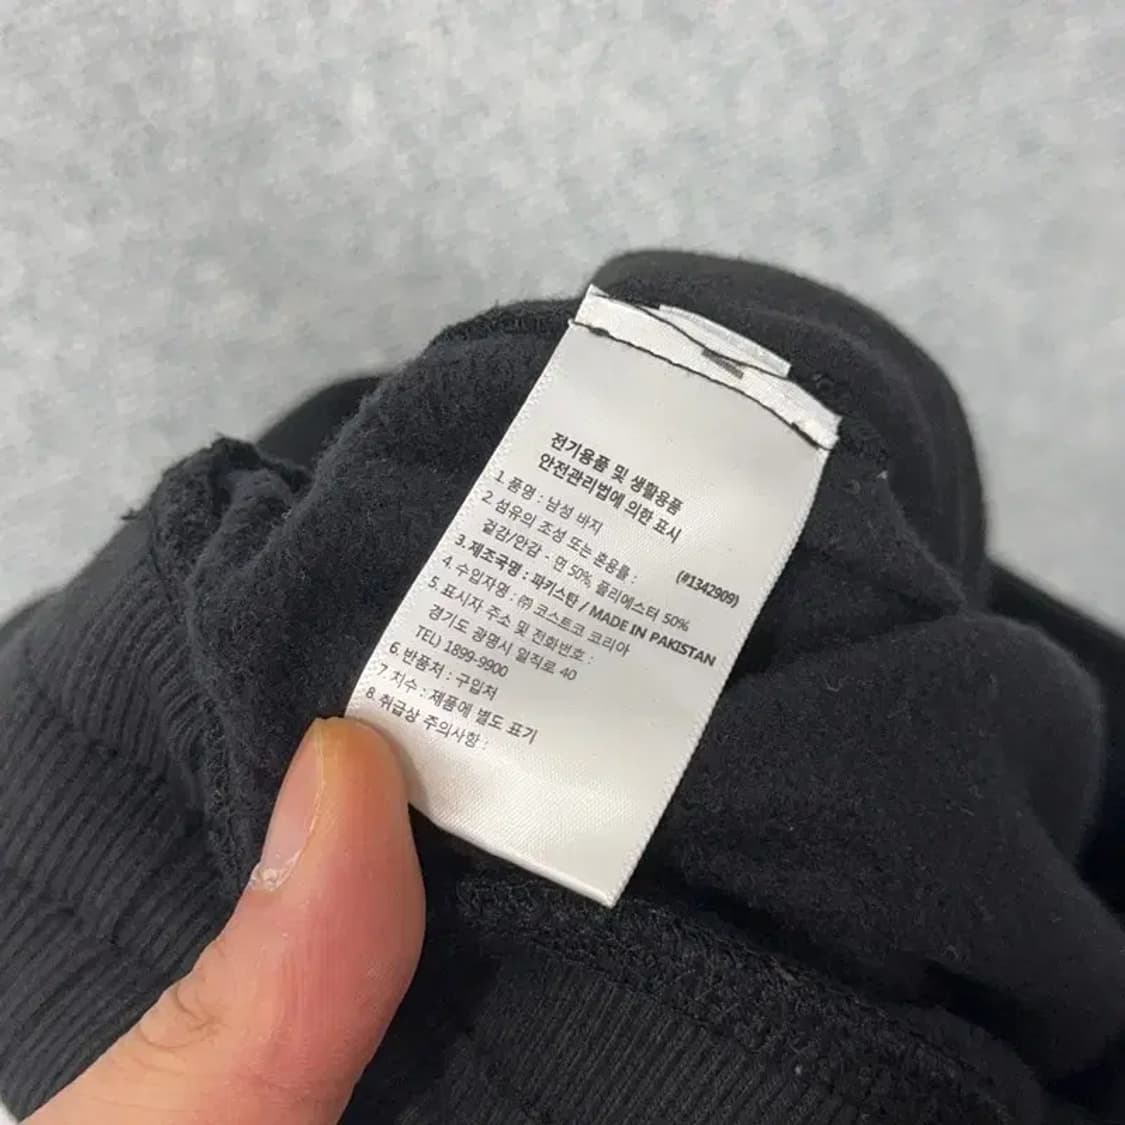 전기용품 및 생활용품
안전관리법에 의한 표시
1 품명 : 남성 바지
2 섬유의 조성 또는 혼용률 : (#1342909)
겉감/안감 - 면 50%, 폴리에스터 50%
3.제조국명 : 파키스탄 / MADE IN PAKISTAN
4. 수입자명 : ㈜ 코스트코 코리아
5. 표시자 주소 및 전화번호 :
경기도 광명시 일직로 40
TEL) 1899-9900
6. 반품처 : 구입처
7. 치수 : 제품에 별도 표기
8. 취급상 주의사항 :